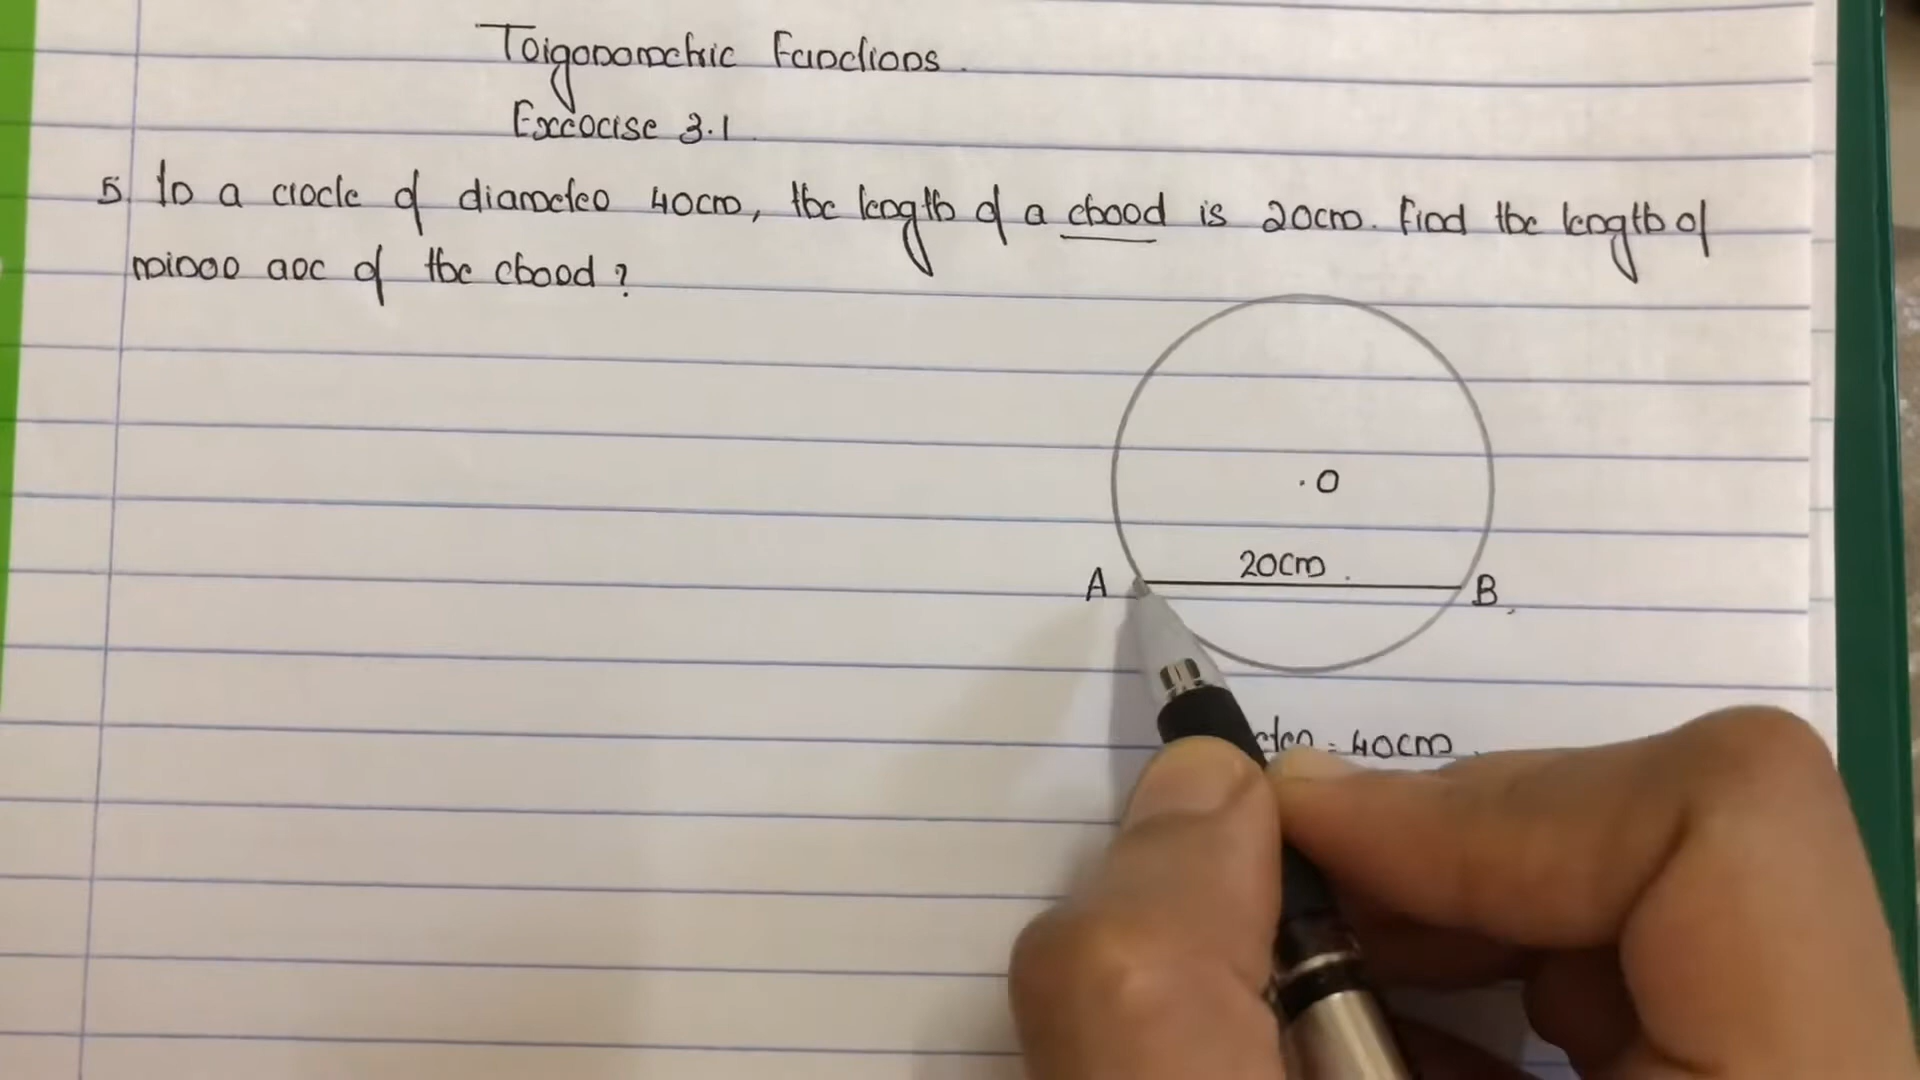 Trigonometric Functions.
Exercise 3.1
5. In a circle of diameter 40cm, the length of a chord is 20cm. Find the length of
minor arc of the chord?
O
20cm.
A
B
= 40cm